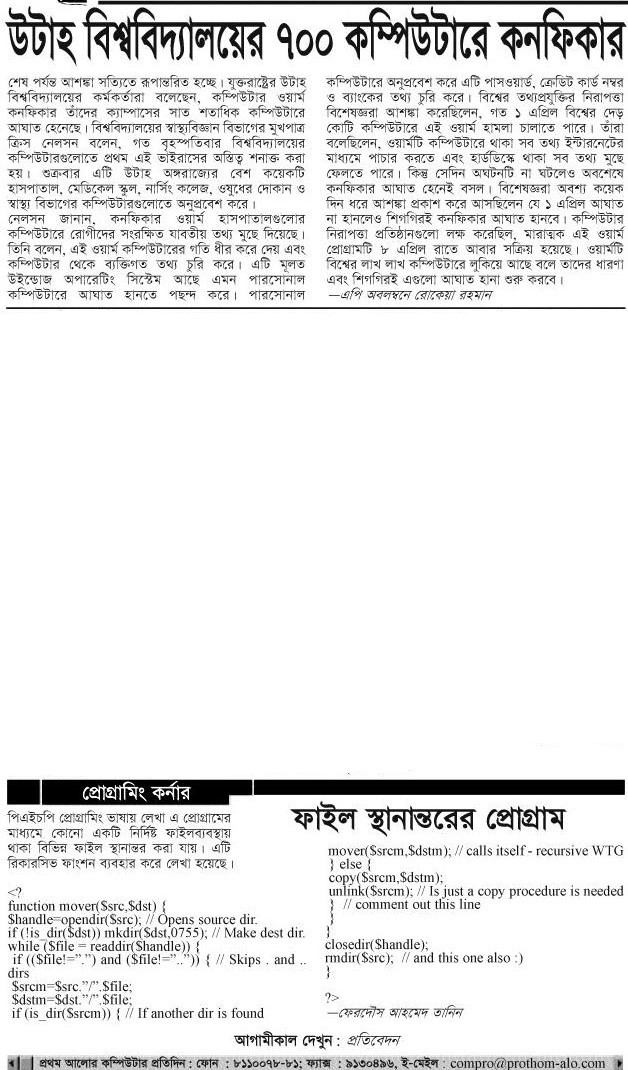 উটাহ বিশ্ববিদ্যালয়ের ৭০০ কম্পিউটারে কনফিকার
শেষ পর্যন্ত আশঙ্কা সত্যিতে রূপান্তরিত হচ্ছে। যুক্তরাষ্ট্রের উটাহ
বিশ্ববিদ্যালয়ের কর্মকর্তারা বলেছেন, কম্পিউটার ওয়ার্ম
কনফিকার তাঁদের ক্যাম্পাসের সাত শতাধিক কম্পিউটারে
আঘাত হেনেছে। বিশ্ববিদ্যালয়ের স্বাস্থ্যবিজ্ঞান বিভাগের মুখপাত্র
ক্রিস নেলসন বলেন, গত বৃহস্পতিবার বিশ্ববিদ্যালয়ের
কম্পিউটারগুলোতে প্রথম এই ভাইরাসের অস্তিত্ব শনাক্ত করা
হয়। শুক্রবার এটি উটাহ অঙ্গরাজ্যের বেশ কয়েকটি
হাসপাতাল, মেডিকেল স্কুল, নার্সিং কলেজ, ওষুধের দোকান ও
স্বাস্থ্য বিভাগের কম্পিউটারগুলোতে অনুপ্রবেশ করে।
নেলসন জানান, কনফিকার ওয়ার্ম হাসপাতালগুলোর
কম্পিউটারে রোগীদের সংরক্ষিত যাবতীয় তথ্য মুছে দিয়েছে।
তিনি বলেন, এই ওয়ার্ম কম্পিউটারের গতি ধীর করে দেয় এবং
কম্পিউটার থেকে ব্যক্তিগত তথ্য চুরি করে। এটি মূলত
উইন্ডোজ অপারেটিং সিস্টেম আছে এমন পারসোনাল
কম্পিউটারে আঘাত হানতে পছন্দ করে। পারসোনাল
কম্পিউটারে অনুপ্রবেশ করে এটি পাসওয়ার্ড, ক্রেডিট কার্ড নম্বর
ও ব্যাংকের তথ্য চুরি করে। বিশ্বের তথ্যপ্রযুক্তির নিরাপত্তা
বিশেষজ্ঞরা আশঙ্কা করেছিলেন, গত ১ এপ্রিল বিশ্বের দেড়
কোটি কম্পিউটারে এই ওয়ার্ম হামলা চালাতে পারে। তাঁরা
বলেছিলেন, ওয়ার্মটি কম্পিউটারে থাকা সব তথ্য ইন্টারনেটের
মাধ্যমে পাচার করতে এবং হার্ডডিস্কে থাকা সব তথ্য মুছে
ফেলতে পারে। কিন্তু সেদিন অঘটনটি না ঘটলেও অবশেষে
কনফিকার আঘাত হেনেই বসল। বিশেষজ্ঞরা অবশ্য কয়েক
দিন ধরে আশঙ্কা প্রকাশ করে আসছিলেন যে ১ এপ্রিল আঘাত
না হানলেও শিগগিরই কনফিকার আঘাত হানবে। কম্পিউটার
নিরাপত্তা প্রতিষ্ঠানগুলো লক্ষ করেছিল, মারাত্মক এই ওয়ার্ম
প্রোগ্রামটি ৮ এপ্রিল রাতে আবার সক্রিয় হয়েছে। ওয়ার্মটি
বিশ্বের লাখ লাখ কম্পিউটারে লুকিয়ে আছে বলে তাদের ধারণা
এবং শিগগিরই এগুলো আঘাত হানা শুরু করবে।
—এপি অবলম্বনে রোকেয়া রহমান
প্রোগ্রামিং কর্নার
পিএইচপি প্রোগ্রামিং ভাষায় লেখা এ প্রোগ্রামের
মাধ্যমে কোনো একটি নির্দিষ্ট ফাইলব্যবস্থায়
থাকা বিভিন্ন ফাইল স্থানান্তর করা যায়। এটি
রিকারসিভ ফাংশন ব্যবহার করে লেখা হয়েছে।
ফাইল স্থানান্তরের প্রোগ্রাম
<?
function mover($src,$dst) {
$handle=opendir($src); // Opens source dir.
if (!is_dir($dst)) mkdir($dst,0755); // Make dest dir.
while ($file = readdir($handle)) {
if (($file!=".") and ($file!="..")) { // Skips . and ..
dirs
$srcm=$src."/".$file;
$dstm=$dst."/".$file;
if (is_dir($srcm)) { // If another dir is found
mover($srcm,$dstm); // calls itself - recursive WTG
} else {
copy($srcm,$dstm);
unlink($srcm); // Is just a copy procedure is needed
} // comment out this line
}
}
closedir($handle);
rmdir($src); // and this one also :)
}
?>
—ফেরদৌস আহমেদ তানিন
আগামীকাল দেখুন : প্রতিবেদন
প্রথম আলোর কম্পিউটার প্রতিদিন : ফোন : ৮১১০০৭৮-৮১; ফ্যাক্স : ৯১৩০৪৯৬, ই-মেইল : compro@prothom-alo.com